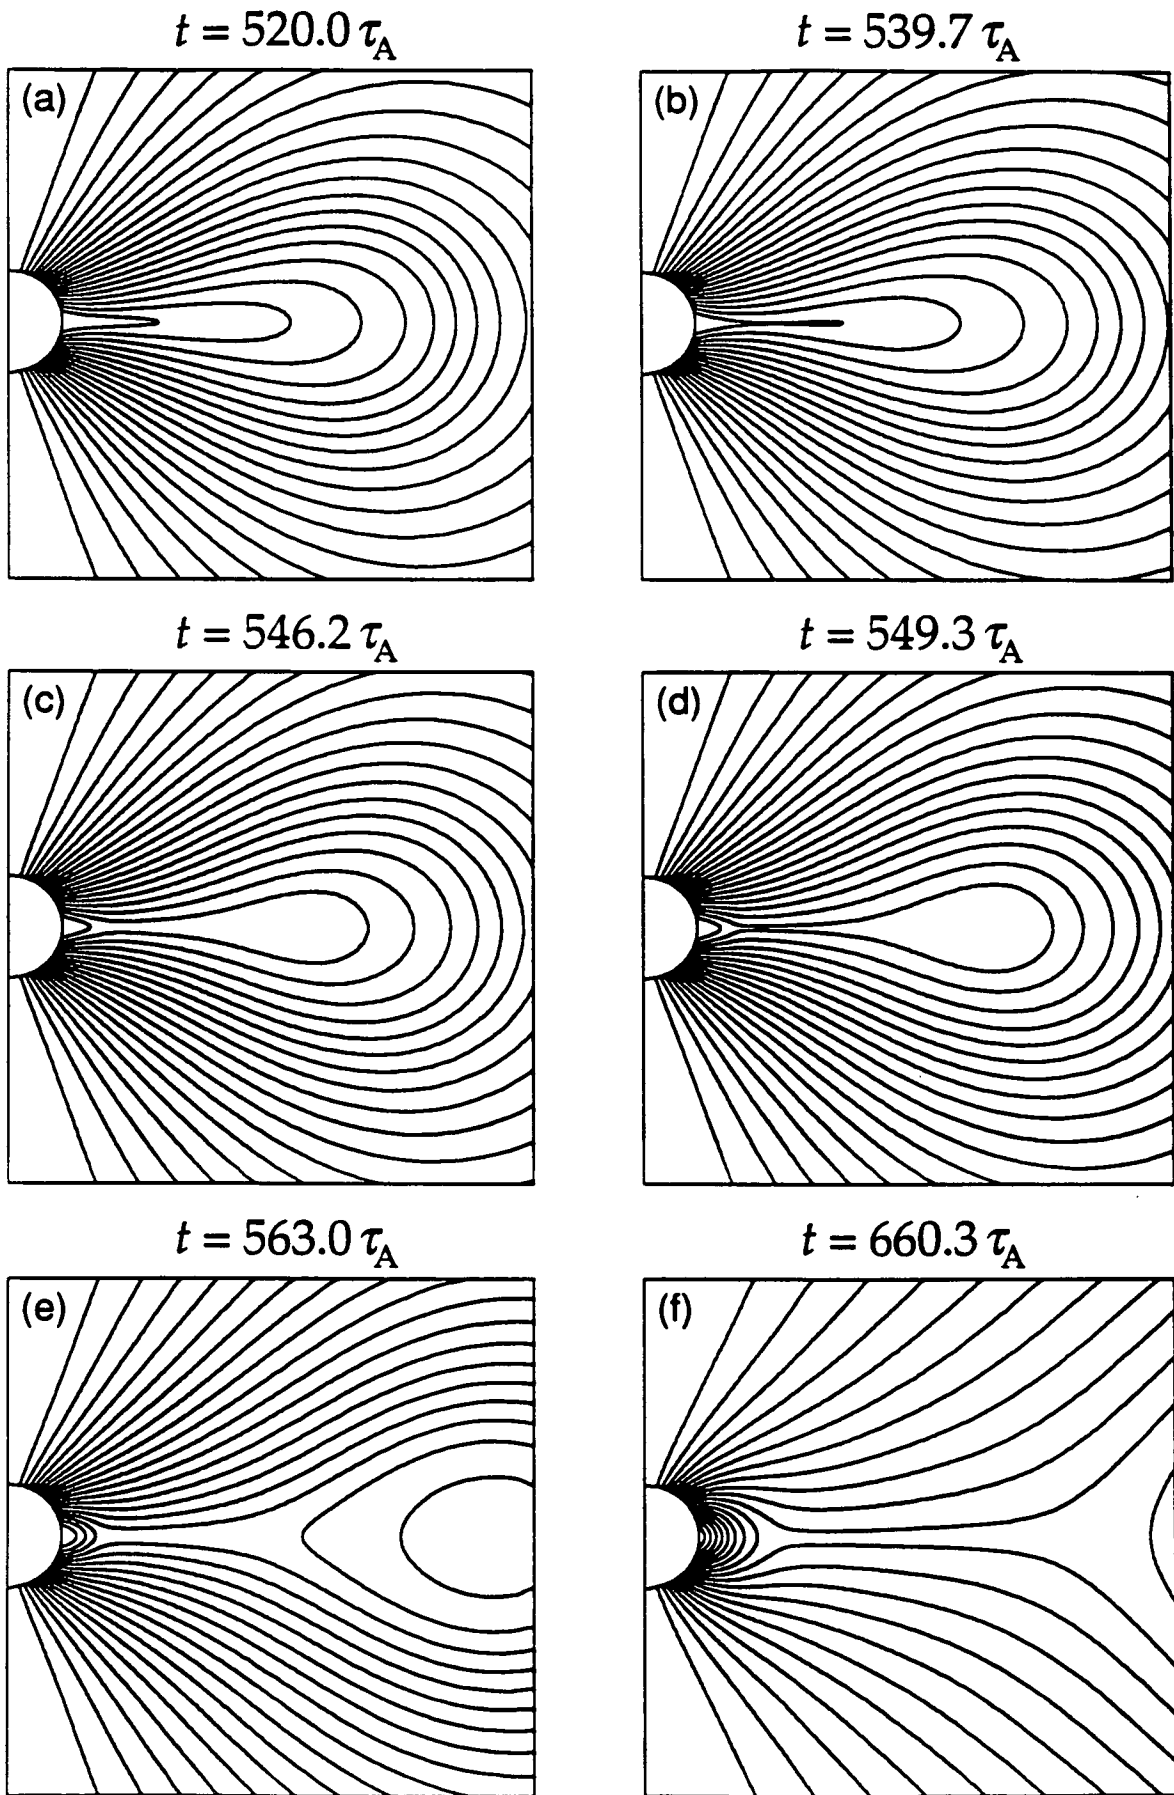 t = 520.0 τA
t = 539.7 τA
(a)
(b)
t = 546.2 τA
t = 549.3 τA
(c)
(d)
t = 563.0 τA
t = 660.3 τA
(e)
(f)